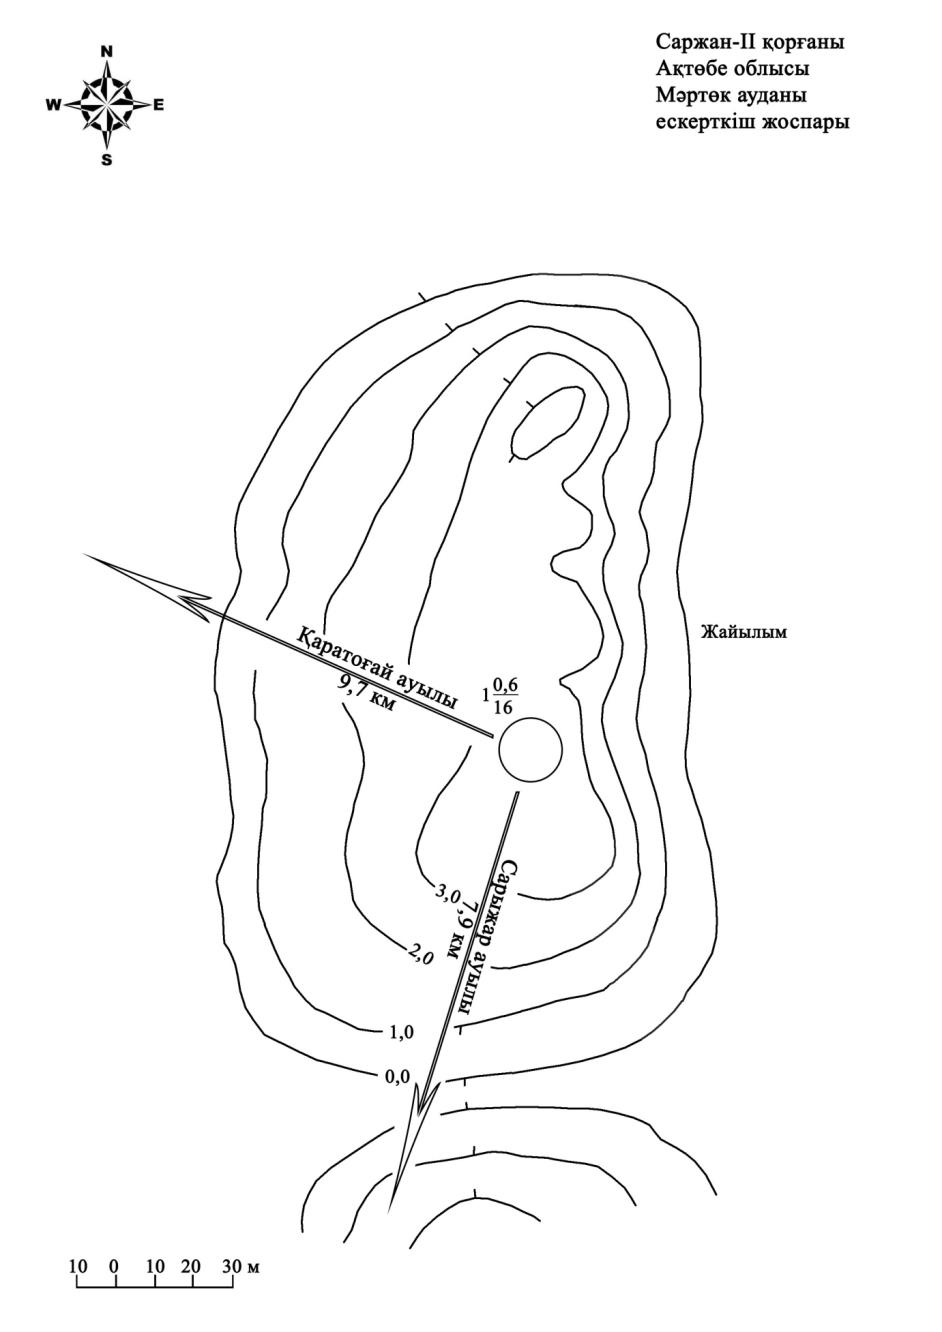 Саржан-II қорғаны
Ақтөбе облысы
Мәртөк ауданы
ескерткіш жоспары
N
W E
S
Жайылым
Қаратоғай ауылы
9,7 км
1 0,6
16
Сарыжар ауылы
7,9 км
3,0
2,0
1,0
0,0
10 0 10 20 30 м